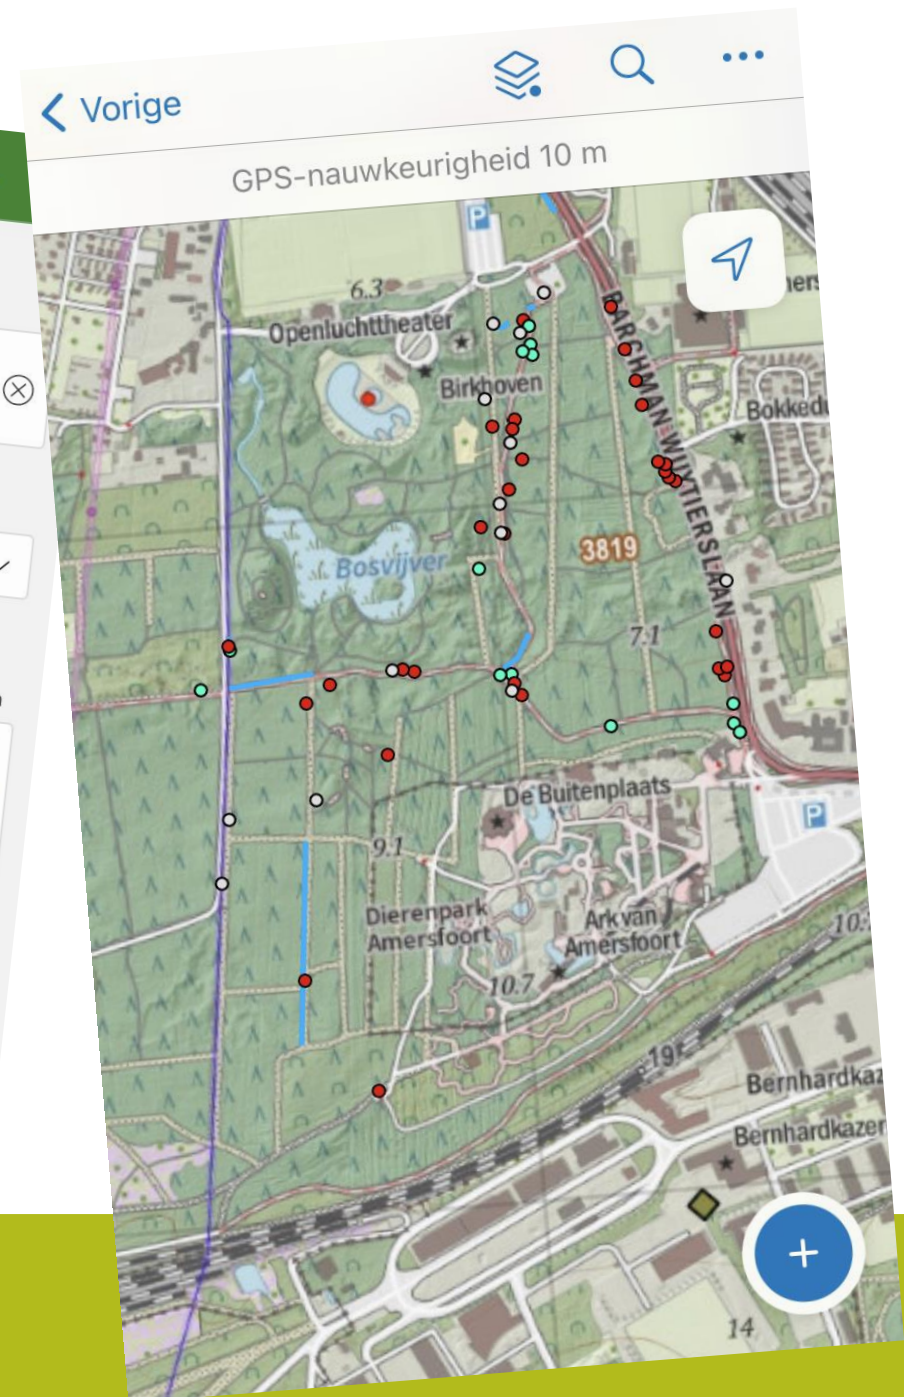 Vorige
GPS-nauwkeurigheid 10 m
P
6.3
Openluchttheater
Birkhoven
BARCHMAN WUYTIERSLAAN
3819
Bosvijver
7.1
De Buitenplaats
P
9.1
Dierenpark
Amersfoort
Ark van
Amersfoort
10.7
19
Bernhardkaz
Bernhardkazer
14